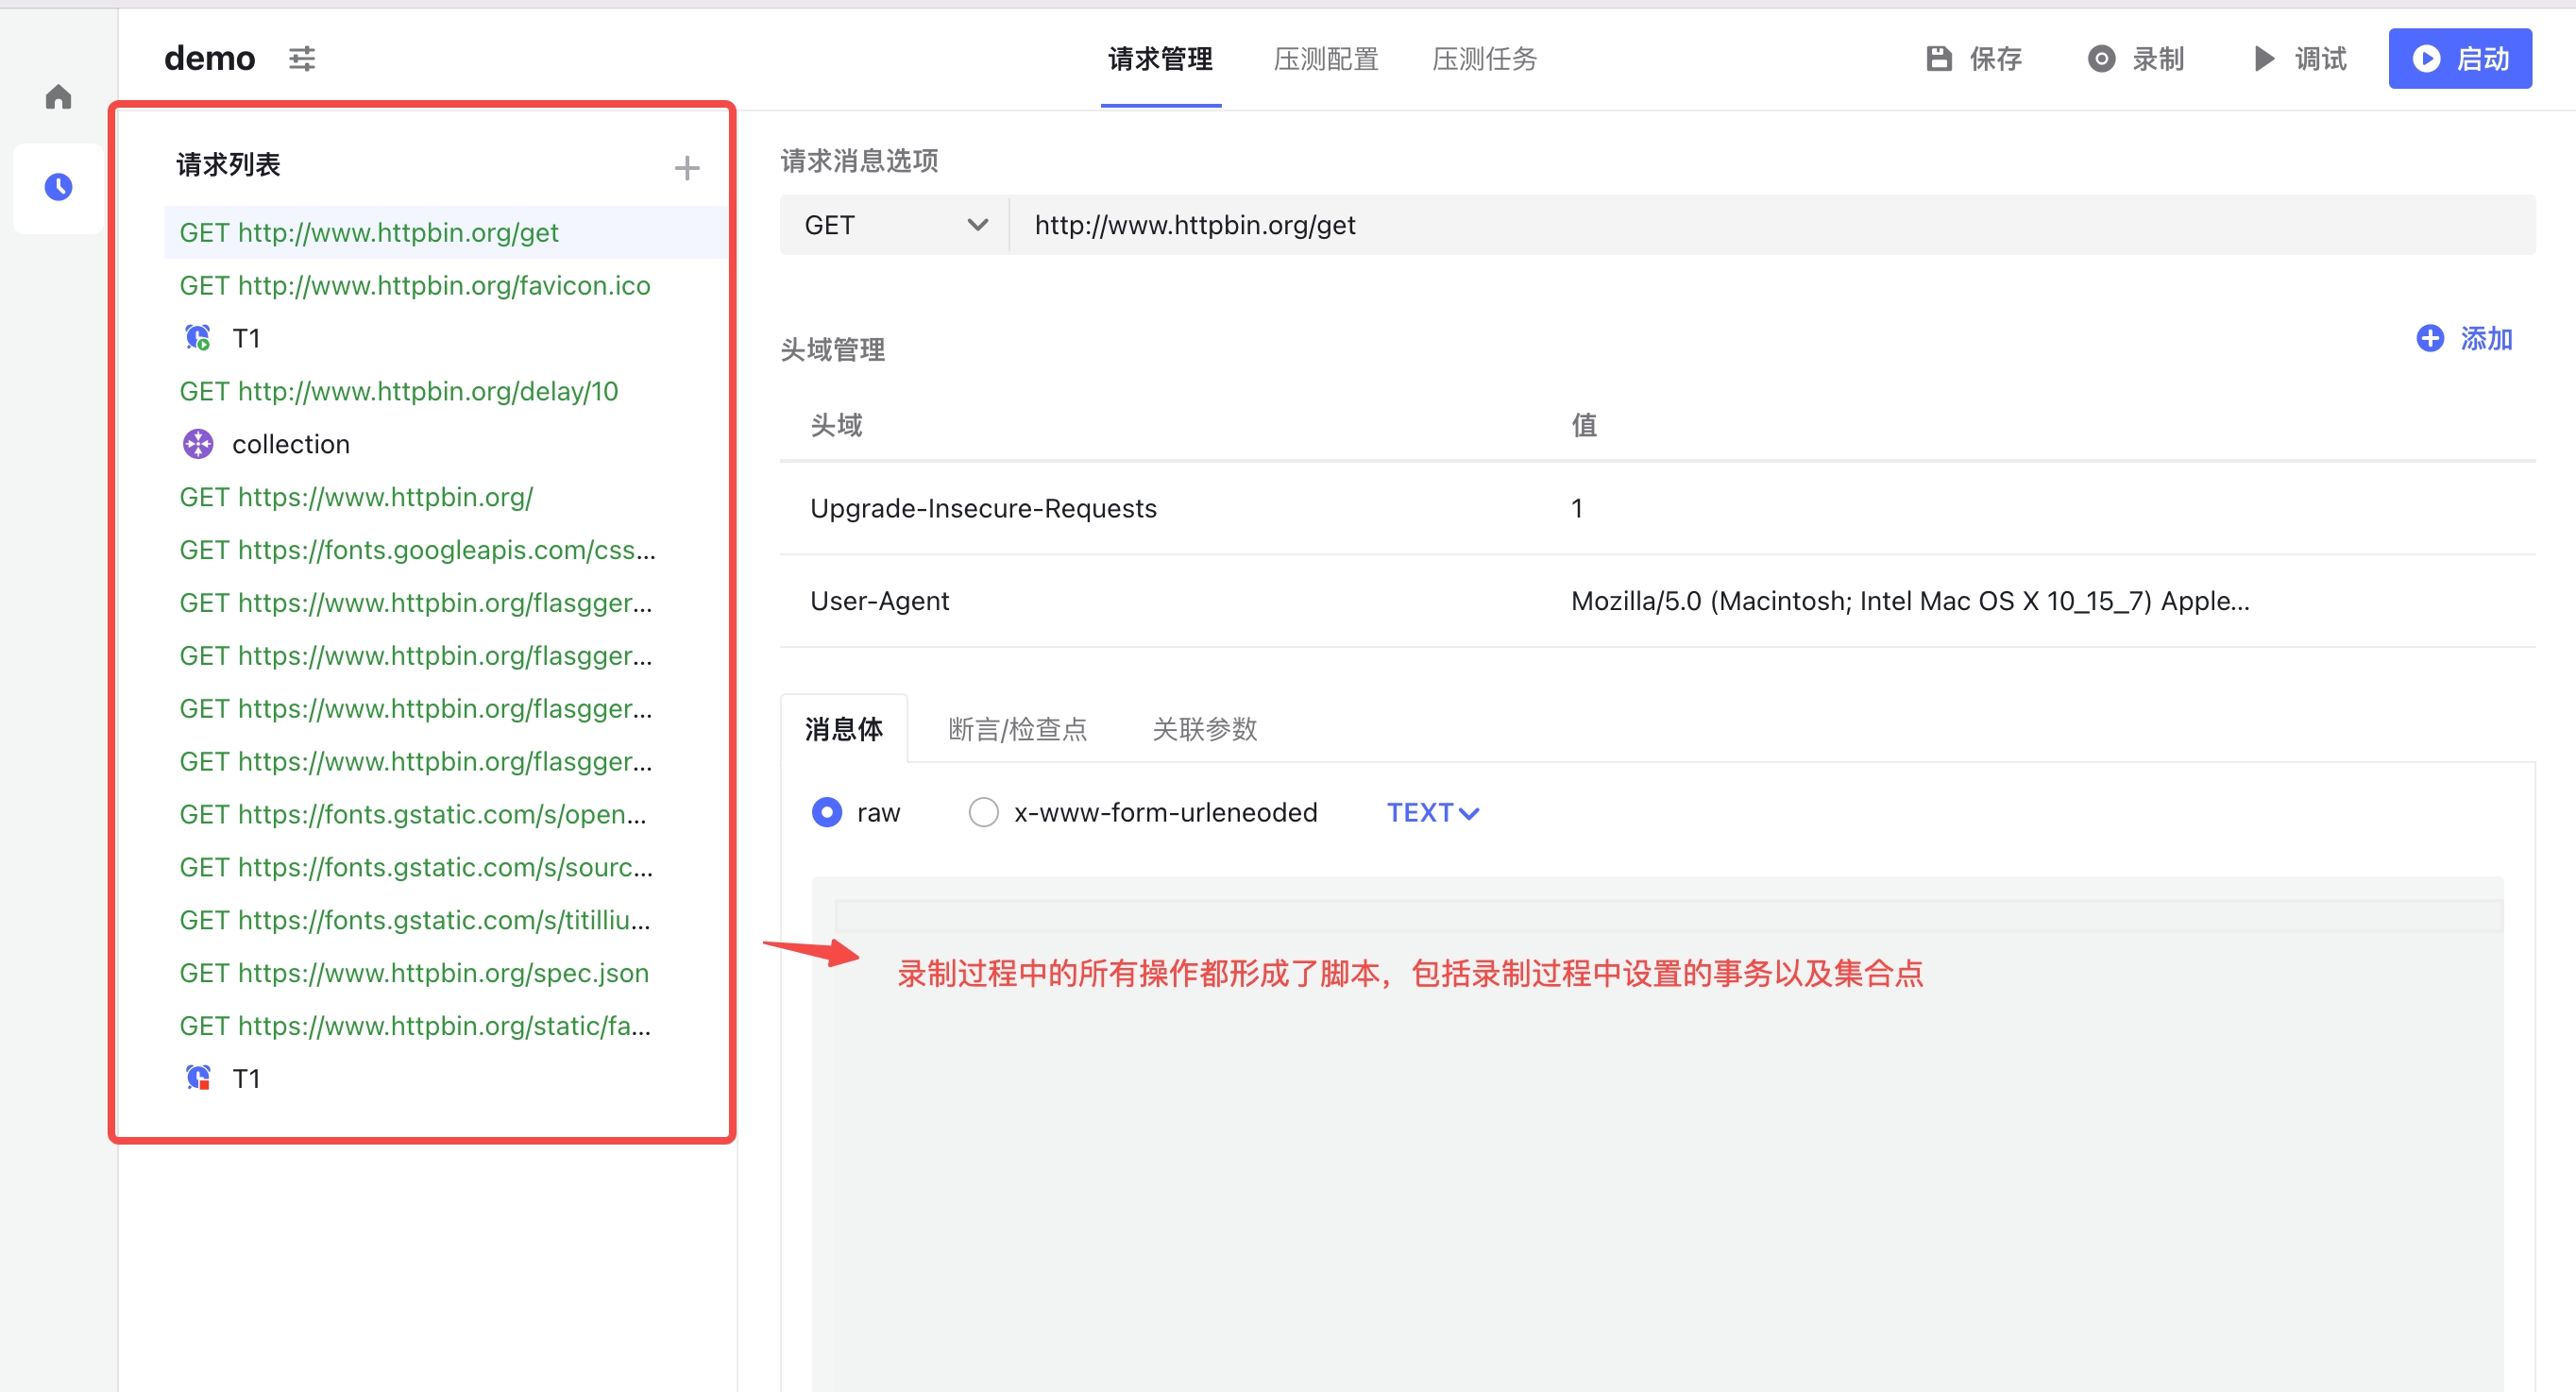 demo
请求管理
压测配置
压测任务
保存
录制
调试
启动
请求列表
GET http://www.httpbin.org/get
GET http://www.httpbin.org/favicon.ico
T1
GET http://www.httpbin.org/delay/10
collection
GET https://www.httpbin.org/
GET https://fonts.googleapis.com/css...
GET https://www.httpbin.org/flasgger...
GET https://www.httpbin.org/flasgger...
GET https://www.httpbin.org/flasgger...
GET https://www.httpbin.org/flasgger...
GET https://fonts.gstatic.com/s/open...
GET https://fonts.gstatic.com/s/sourc...
GET https://fonts.gstatic.com/s/titilliu...
GET https://www.httpbin.org/spec.json
GET https://www.httpbin.org/static/fa...
T1
请求消息选项
GET
http://www.httpbin.org/get
头域管理
添加
头域
值
Upgrade-Insecure-Requests
1
User-Agent
Mozilla/5.0 (Macintosh; Intel Mac OS X 10_15_7) Apple...
消息体
断言/检查点
关联参数
raw
x-www-form-urleneoded
TEXT
录制过程中的所有操作都形成了脚本，包括录制过程中设置的事务以及集合点